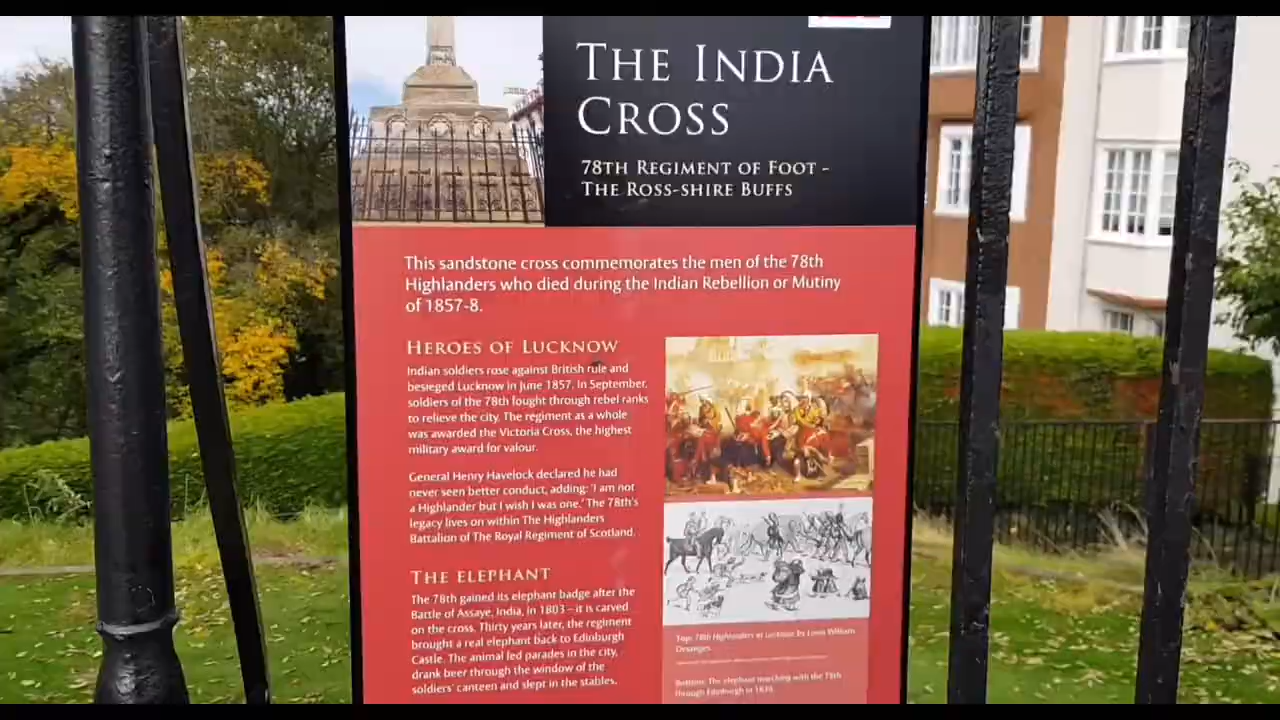 THE INDIA
CROSS
78TH REGIMENT OF FOOT -
THE ROSS-SHIRE BUFFS
This sandstone cross commemorates the men of the 78th
Highlanders who died during the Indian Rebellion or Mutiny
of 1857-8.
HEROES OF LUCKNOW
Indian soldiers rose against British rule and
besieged Lucknow in June 1857. In September,
soldiers of the 78th fought through rebel ranks
to relieve the city. The regiment as a whole
was awarded the Victoria Cross, the highest
military award for valour.
General Henry Havelock declared he had
never seen better conduct, adding: 'I am not
a Highlander but I wish I was one.' The 78th's
legacy lives on within The Highlanders
Battalion of The Royal Regiment of Scotland.
THE ELEPHANT
The 78th gained its elephant badge after the
Battle of Assaye, India, in 1803 – it is carved
on the cross. Thirty years later, the regiment
brought a real elephant back to Edinburgh
Castle. The animal led parades in the city,
drank beer through the window of the
soldiers' canteen and slept in the stables.
Top: 78th Highlanders at Lucknow by Louis William
Desanges.
Bottom: The elephant marching with the 78th
through Edinburgh in 1838.